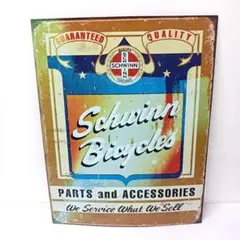 GUARANTEED QUALITY
SCHWINN
Schwinn
Bicycles
PARTS and ACCESSORIES
We Service What We Sell